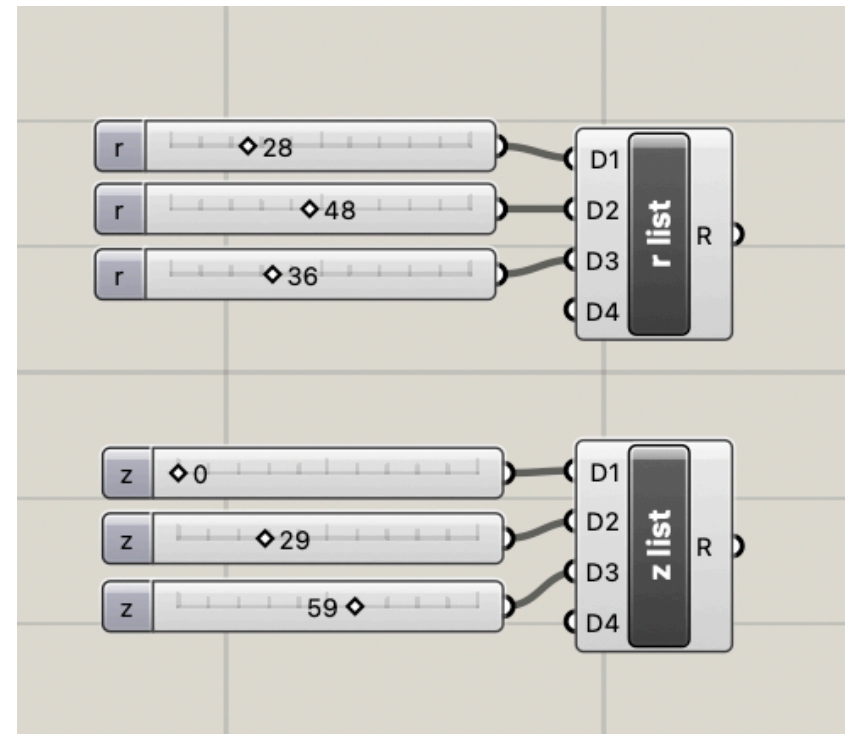 r 28
r 48
r 36
D1
D2
D3
D4
r list
R
z 0
z 29
z 59
D1
D2
D3
D4
z list
R